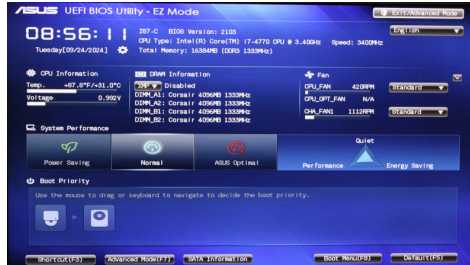 ASUS UEFI BIOS Utility - EZ Mode
Exit/Advanced Mode
08:56:11
Tuesday[09/24/2024]
Z87-C BIOS Version: 2103
CPU Type: Intel(R) Core(TM) i7-4770 CPU @ 3.40GHz Speed: 3400MHz
Total Memory: 16384MB (DDR3 1333MHz)
English
CPU Information
Temp. +87.8°F/+31.0°C
Voltage 0.992V
DRAM Information
XMP Disabled
DIMM_A1: Corsair 4096MB 1333MHz
DIMM_A2: Corsair 4096MB 1333MHz
DIMM_B1: Corsair 4096MB 1333MHz
DIMM_B2: Corsair 4096MB 1333MHz
Fan
CPU_FAN 420RPM Standard
CPU_OPT_FAN N/A
CHA_FAN1 1112RPM Standard
System Performance
Power Saving
Normal
ASUS Optimal
Quiet
Performance
Energy Saving
Boot Priority
Use the mouse to drag or keyboard to navigate to decide the boot priority.
Shortcut(F3)
Advanced Mode(F7)
SATA Information
Boot Menu(F8)
Default(F5)